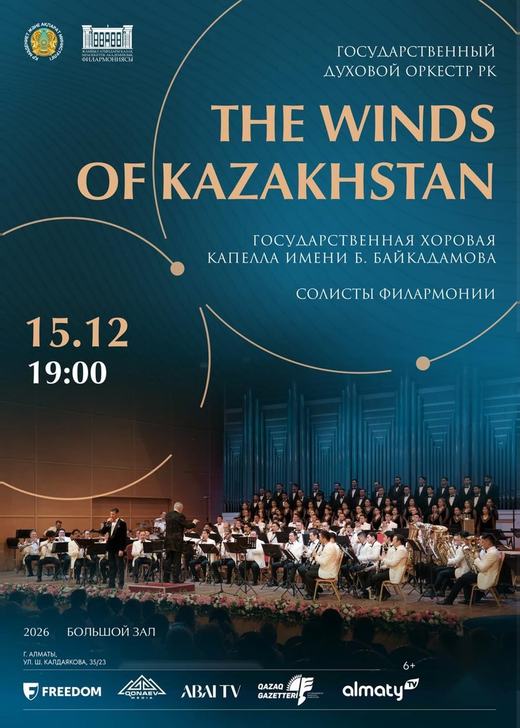 ГОСУДАРСТВЕННЫЙ
ДУХОВОЙ ОРКЕСТР РК
THE WINDS
OF KAZAKHSTAN
ГОСУДАРСТВЕННАЯ ХОРОВАЯ
КАПЕЛЛА ИМЕНИ Б. БАЙКАДАМОВА
СОЛИСТЫ ФИЛАРМОНИИ
15.12
19:00
2026 БОЛЬШОЙ ЗАЛ
Г. АЛМАТЫ,
УЛ. Ш. КАЛДАЯКОВА, 35/23
6+
FREEDOM
QONAEV
MEDIA
ABAI TV
QAZAQ
GAZETTERI
almaty TV